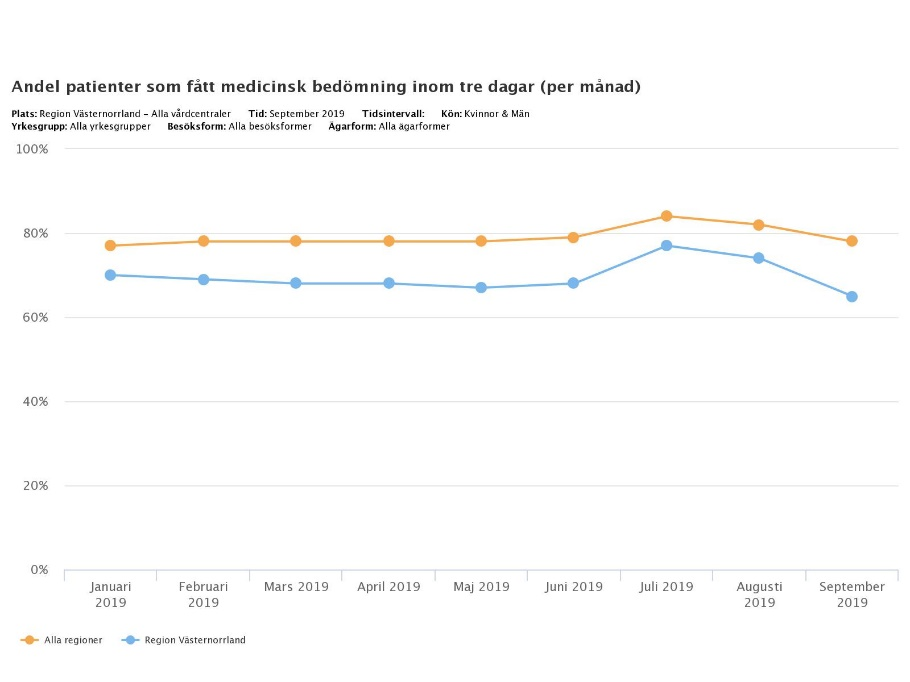 Andel patienter som fått medicinsk bedömning inom tre dagar (per månad)
Plats: Region Västernorrland – Alla vårdcentraler Tid: September 2019 Tidsintervall: Kön: Kvinnor & Män
Yrkesgrupp: Alla yrkesgrupper Besöksform: Alla besöksformer Ägarform: Alla ägarformer
100%
80%
60%
40%
20%
0%
Januari 2019
Februari 2019
Mars 2019
April 2019
Maj 2019
Juni 2019
Juli 2019
Augusti 2019
September 2019
Alla regioner
Region Västernorrland